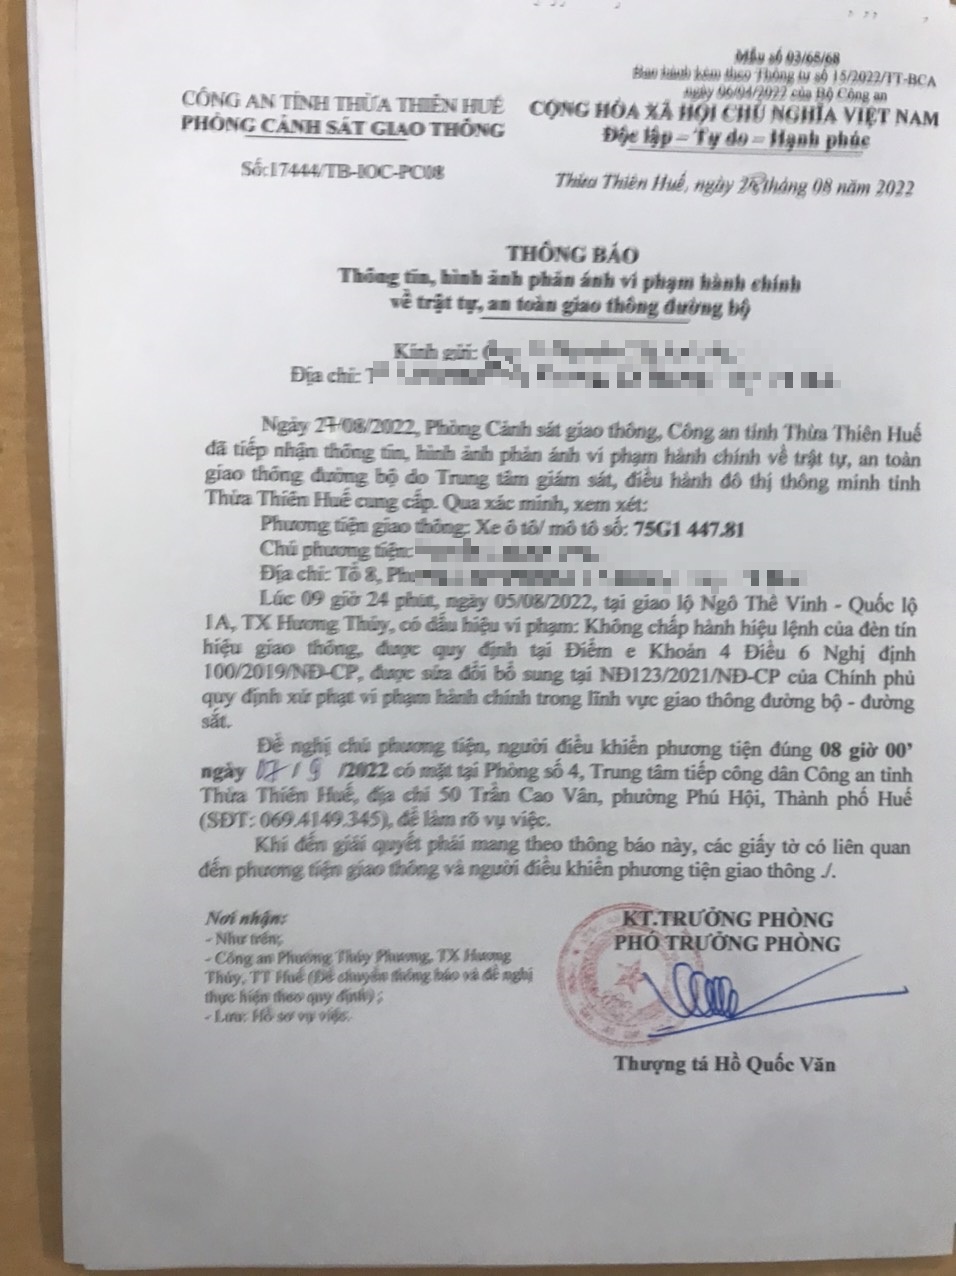 Mẫu số 03/65/68
Ban hành kèm theo Thông tư số 15/2022/TT-BCA
ngày 06/04/2022 của Bộ Công an
CÔNG AN TỈNH THỪA THIÊN HUẾ
PHÒNG CẢNH SÁT GIAO THÔNG
CỘNG HÒA XÃ HỘI CHỦ NGHĨA VIỆT NAM
Độc lập – Tự do – Hạnh phúc
Số:17444/TB-IOC-PC08
Thừa Thiên Huế, ngày tháng 08 năm 2022
THÔNG BÁO
Thông tin, hình ảnh phản ánh vi phạm hành chính
về trật tự, an toàn giao thông đường bộ
Kính gửi:
Địa chỉ:
Ngày 27/08/2022, Phòng Cảnh sát giao thông, Công an tỉnh Thừa Thiên Huế
đã tiếp nhận thông tin, hình ảnh phản ánh vi phạm hành chính về trật tự, an toàn
giao thông đường bộ do Trung tâm giám sát, điều hành đô thị thông minh tỉnh
Thừa Thiên Huế cung cấp. Qua xác minh, xem xét:
Phương tiện giao thông: Xe ô tô/ mô tô số: 75G1 447.81
Chủ phương tiện:
Địa chỉ: Tổ 8,
Lúc 09 giờ 24 phút, ngày 05/08/2022, tại giao lộ Ngô Thế Vinh - Quốc lộ
1A, TX Hương Thủy, có dấu hiệu vi phạm: Không chấp hành hiệu lệnh của đèn tín
hiệu giao thông, được quy định tại Điểm e Khoản 4 Điều 6 Nghị định
100/2019/NĐ-CP, được sửa đổi bổ sung tại NĐ123/2021/NĐ-CP của Chính phủ
quy định xử phạt vi phạm hành chính trong lĩnh vực giao thông đường bộ - đường
sắt.
Đề nghị chủ phương tiện, người điều khiển phương tiện đúng 08 giờ 00’
ngày 07 / 9 /2022 có mặt tại Phòng số 4, Trung tâm tiếp công dân Công an tỉnh
Thừa Thiên Huế, địa chỉ 50 Trần Cao Vân, phường Phú Hội, Thành phố Huế
(SĐT: 069.4149.345), để làm rõ vụ việc.
Khi đến giải quyết phải mang theo thông báo này, các giấy tờ có liên quan
đến phương tiện giao thông và người điều khiển phương tiện giao thông ./.
Nơi nhận:
- Như trên;
- Công an Phường Thủy Phương, TX Hương
Thủy, TT Huế (Để chuyển thông báo và đề nghị
thực hiện theo quy định) ;
- Lưu: Hồ sơ vụ việc.
KT.TRƯỞNG PHÒNG
PHÓ TRƯỞNG PHÒNG
Thượng tá Hồ Quốc Văn